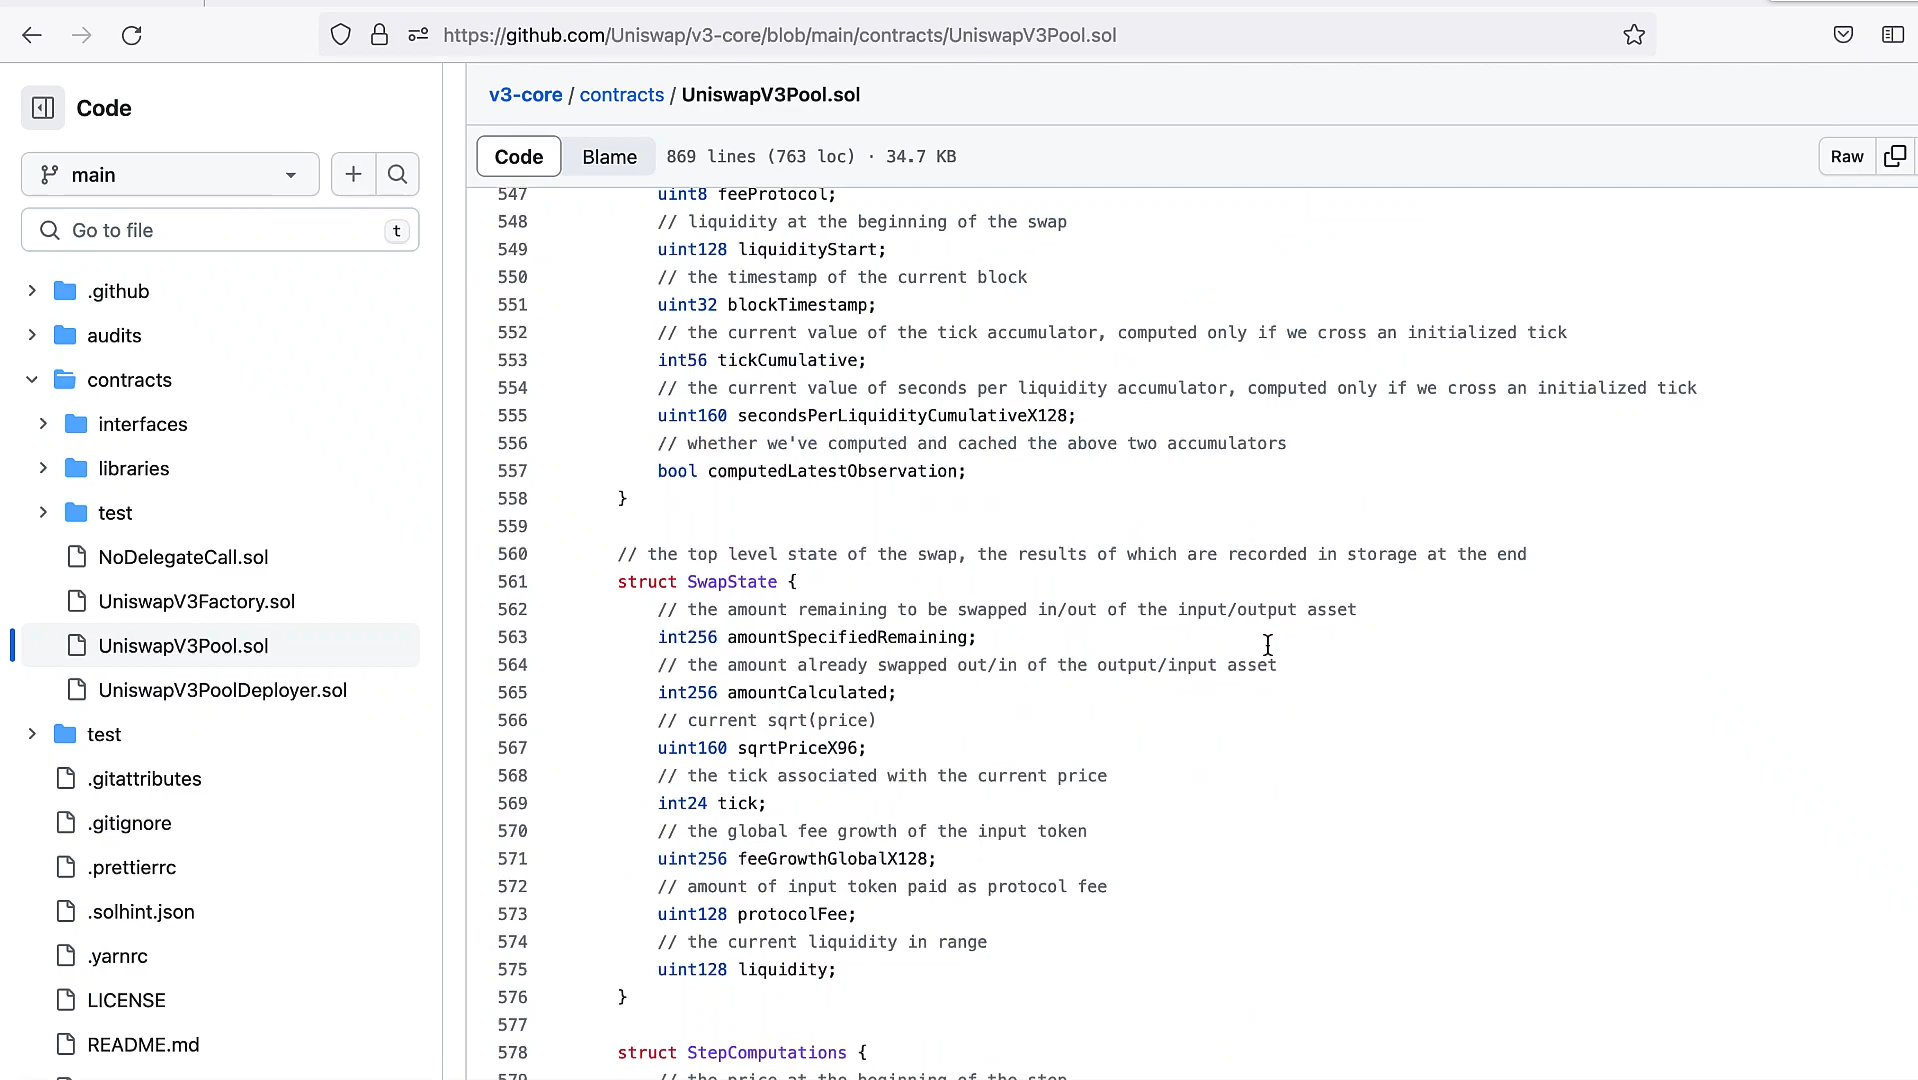 https://github.com/Uniswap/v3-core/blob/main/contracts/UniswapV3Pool.sol
Code
main
Go to file
t
.github
audits
contracts
interfaces
libraries
test
NoDelegateCall.sol
UniswapV3Factory.sol
UniswapV3Pool.sol
UniswapV3PoolDeployer.sol
test
.gitattributes
.gitignore
.prettierrc
.solhint.json
.yarnrc
LICENSE
README.md
v3-core / contracts / UniswapV3Pool.sol
Code Blame 869 lines (763 loc) · 34.7 KB Raw
547 uint8 feeProtocol;
548 // liquidity at the beginning of the swap
549 uint128 liquidityStart;
550 // the timestamp of the current block
551 uint32 blockTimestamp;
552 // the current value of the tick accumulator, computed only if we cross an initialized tick
553 int56 tickCumulative;
554 // the current value of seconds per liquidity accumulator, computed only if we cross an initialized tick
555 uint160 secondsPerLiquidityCumulativeX128;
556 // whether we've computed and cached the above two accumulators
557 bool computedLatestObservation;
558 }
559
560 // the top level state of the swap, the results of which are recorded in storage at the end
561 struct SwapState {
562 // the amount remaining to be swapped in/out of the input/output asset
563 int256 amountSpecifiedRemaining;
564 // the amount already swapped out/in of the output/input asset
565 int256 amountCalculated;
566 // current sqrt(price)
567 uint160 sqrtPriceX96;
568 // the tick associated with the current price
569 int24 tick;
570 // the global fee growth of the input token
571 uint256 feeGrowthGlobalX128;
572 // amount of input token paid as protocol fee
573 uint128 protocolFee;
574 // the current liquidity in range
575 uint128 liquidity;
576 }
577
578 struct StepComputations {
579 // the price at the beginning of the step